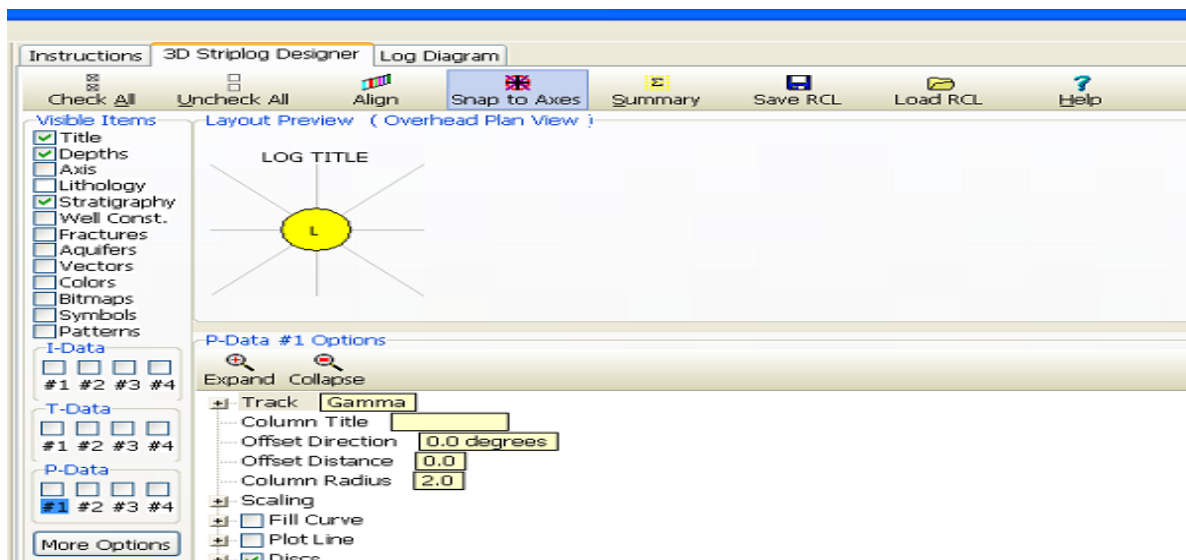 Instructions 3D Striplog Designer Log Diagram
Check All Uncheck All Align Snap to Axes Summary Save RCL Load RCL Help
Visible Items
Title
Depths
Axis
Lithology
Stratigraphy
Well Const.
Fractures
Aquifers
Vectors
Colors
Bitmaps
Symbols
Patterns
I-Data
#1 #2 #3 #4
T-Data
#1 #2 #3 #4
P-Data
#1 #2 #3 #4
More Options
Layout Preview ( Overhead Plan View )
LOG TITLE
L
P-Data #1 Options
Expand Collapse
Track Gamma
Column Title
Offset Direction 0.0 degrees
Offset Distance 0.0
Column Radius 2.0
Scaling
Fill Curve
Plot Line
Discs